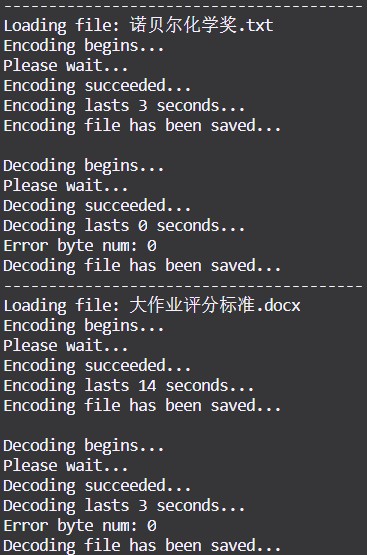 ----------------------------------------
Loading file: 诺贝尔化学奖.txt
Encoding begins...
Please wait...
Encoding succeeded...
Encoding lasts 3 seconds...
Encoding file has been saved...

Decoding begins...
Please wait...
Decoding succeeded...
Decoding lasts 0 seconds...
Error byte num: 0
Decoding file has been saved...
----------------------------------------
Loading file: 大作业评分标准.docx
Encoding begins...
Please wait...
Encoding succeeded...
Encoding lasts 14 seconds...
Encoding file has been saved...

Decoding begins...
Please wait...
Decoding succeeded...
Decoding lasts 3 seconds...
Error byte num: 0
Decoding file has been saved...